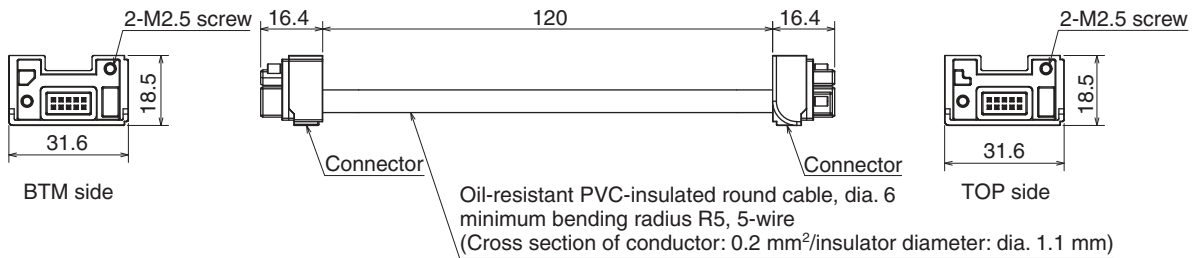 2-M2.5 screw
16.4
120
16.4
2-M2.5 screw
18.5
18.5
31.6
31.6
Connector
Connector
BTM side
TOP side
Oil-resistant PVC-insulated round cable, dia. 6
minimum bending radius R5, 5-wire
(Cross section of conductor: 0.2 mm²/insulator diameter: dia. 1.1 mm)